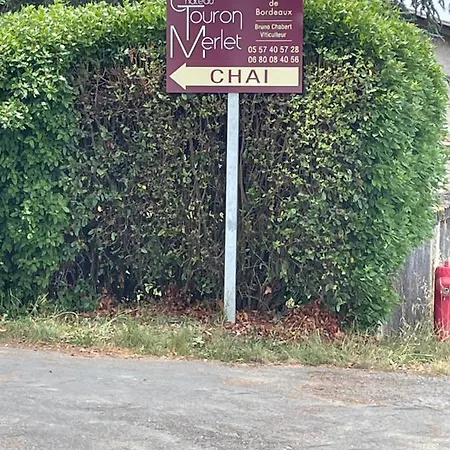 Château
Touron
Merlet
de
Bordeaux
Bruno Chabert
Viticulteur
05 57 40 57 28
06 80 08 40 56
CHAI